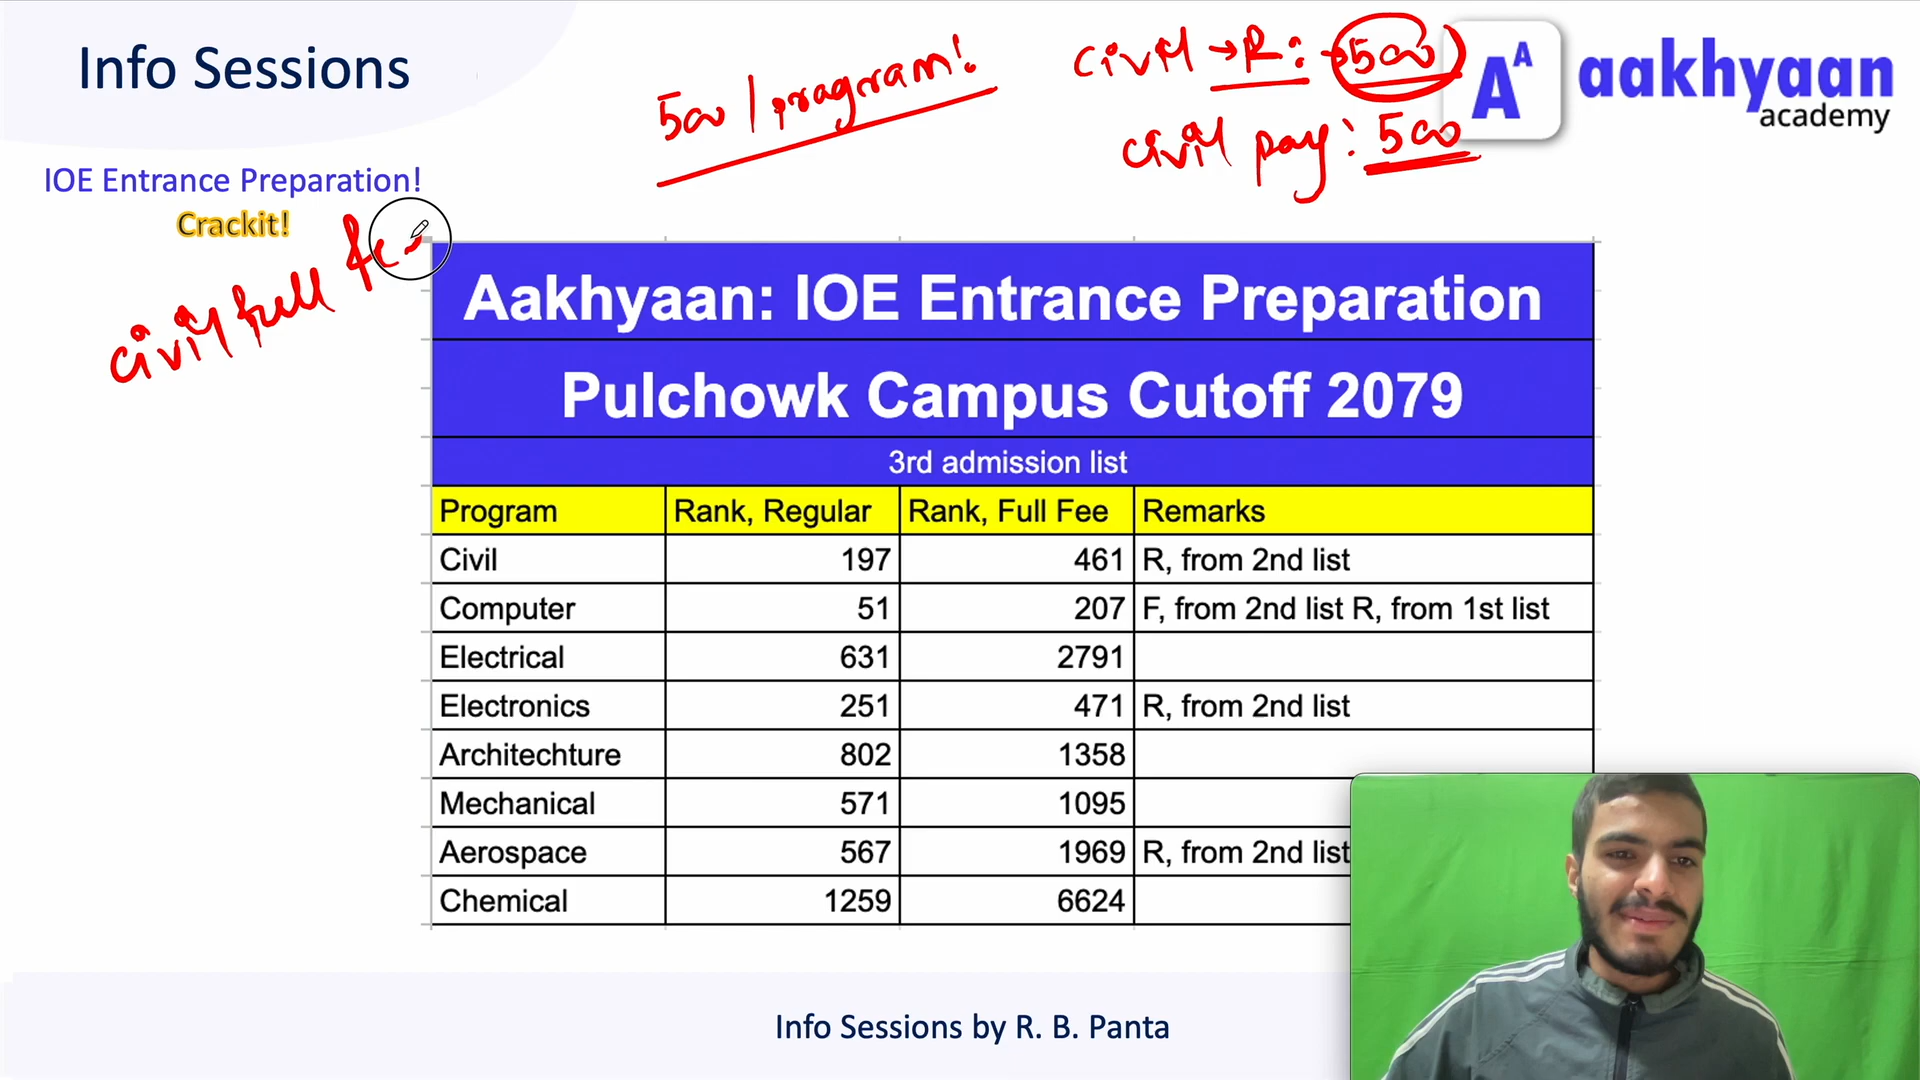 Info Sessions
500 / program!
civil → R: → 500
civil pay: 500
AA aakhyaan
academy
IOE Entrance Preparation!
Crackit!
civil full
Aakhyaan: IOE Entrance Preparation
Pulchowk Campus Cutoff 2079
3rd admission list
Program Rank, Regular Rank, Full Fee Remarks
Civil 197 461 R, from 2nd list
Computer 51 207 F, from 2nd list R, from 1st list
Electrical 631 2791
Electronics 251 471 R, from 2nd list
Architechture 802 1358
Mechanical 571 1095
Aerospace 567 1969 R, from 2nd list
Chemical 1259 6624
Info Sessions by R. B. Panta